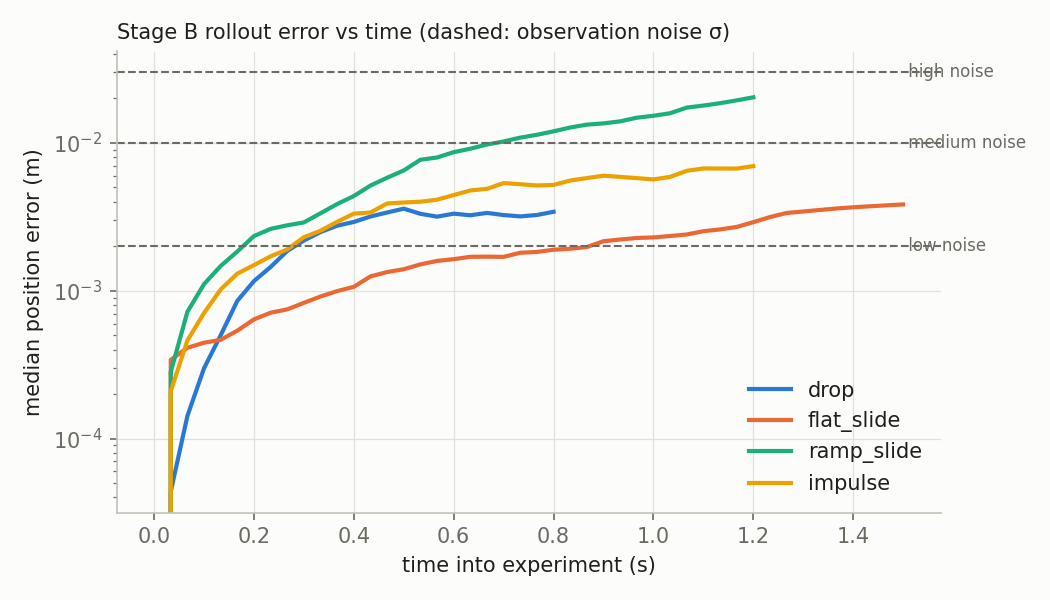 Stage B rollout error vs time (dashed: observation noise σ)
high noise
medium noise
low noise
10⁻²
10⁻³
10⁻⁴
median position error (m)
drop
flat_slide
ramp_slide
impulse
0.0 0.2 0.4 0.6 0.8 1.0 1.2 1.4
time into experiment (s)